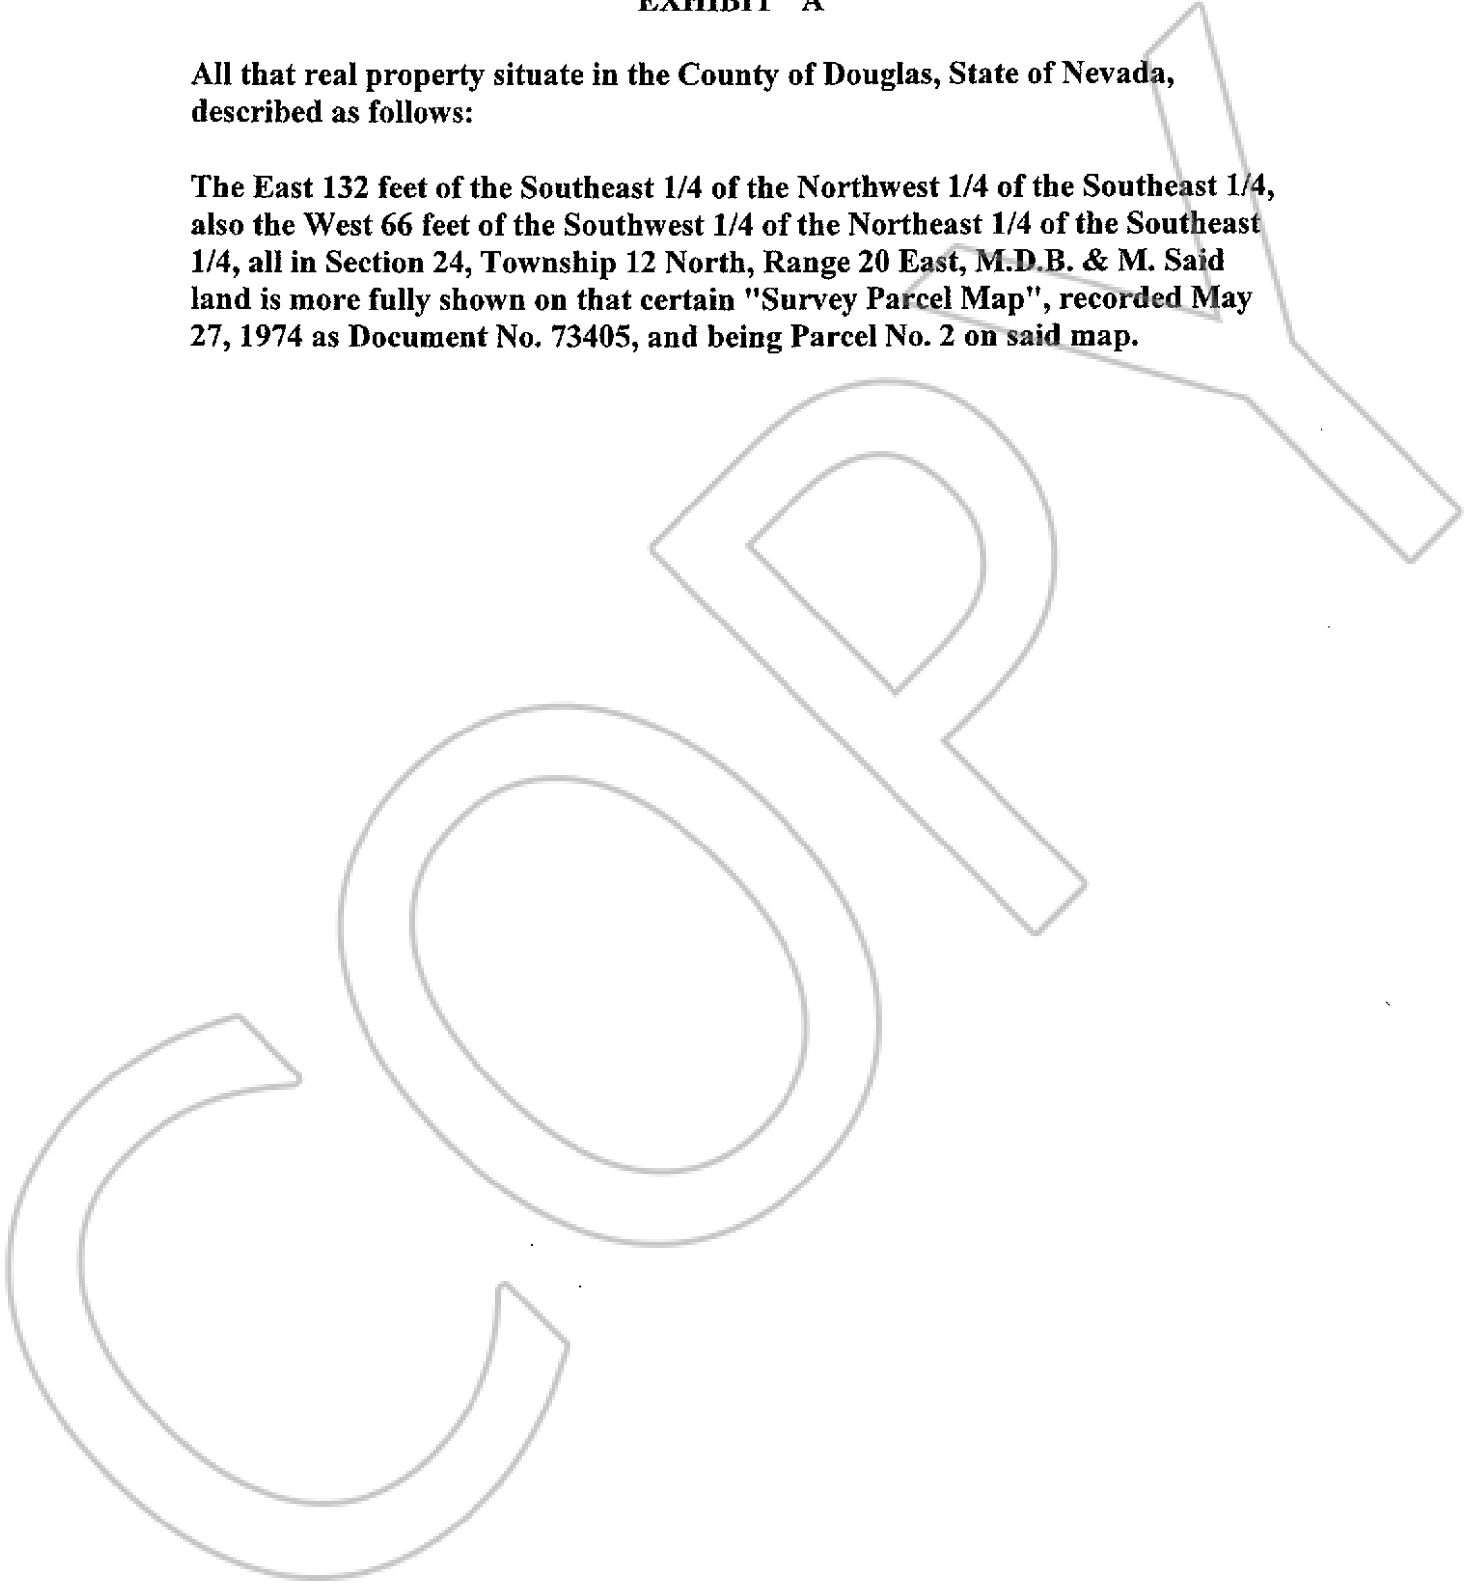 EXHIBIT "A"
All that real property situate in the County of Douglas, State of Nevada,
described as follows:
The East 132 feet of the Southeast 1/4 of the Northwest 1/4 of the Southeast 1/4,
also the West 66 feet of the Southwest 1/4 of the Northeast 1/4 of the Southeast
1/4, all in Section 24, Township 12 North, Range 20 East, M.D.B. & M. Said
land is more fully shown on that certain "Survey Parcel Map", recorded May
27, 1974 as Document No. 73405, and being Parcel No. 2 on said map.
COPY